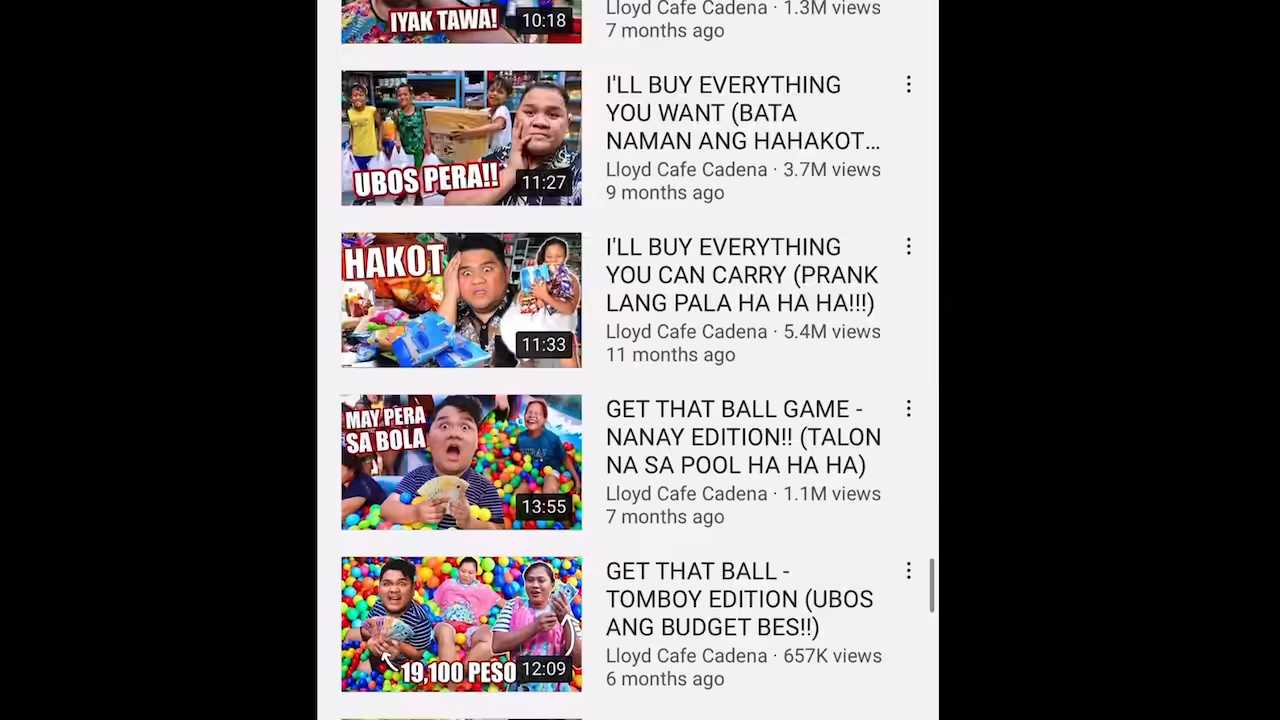 IYAK TAWA!
10:18
Lloyd Cafe Cadena · 1.3M views
7 months ago
UBOS PERA!!
11:27
I'LL BUY EVERYTHING
YOU WANT (BATA
NAMAN ANG HAHAKOT...
Lloyd Cafe Cadena · 3.7M views
9 months ago
HAKOT
11:33
I'LL BUY EVERYTHING
YOU CAN CARRY (PRANK
LANG PALA HA HA HA!!!)
Lloyd Cafe Cadena · 5.4M views
11 months ago
MAY PERA
SA BOLA
13:55
GET THAT BALL GAME -
NANAY EDITION!! (TALON
NA SA POOL HA HA HA)
Lloyd Cafe Cadena · 1.1M views
7 months ago
19,100 PESO
12:09
GET THAT BALL -
TOMBOY EDITION (UBOS
ANG BUDGET BES!!)
Lloyd Cafe Cadena · 657K views
6 months ago